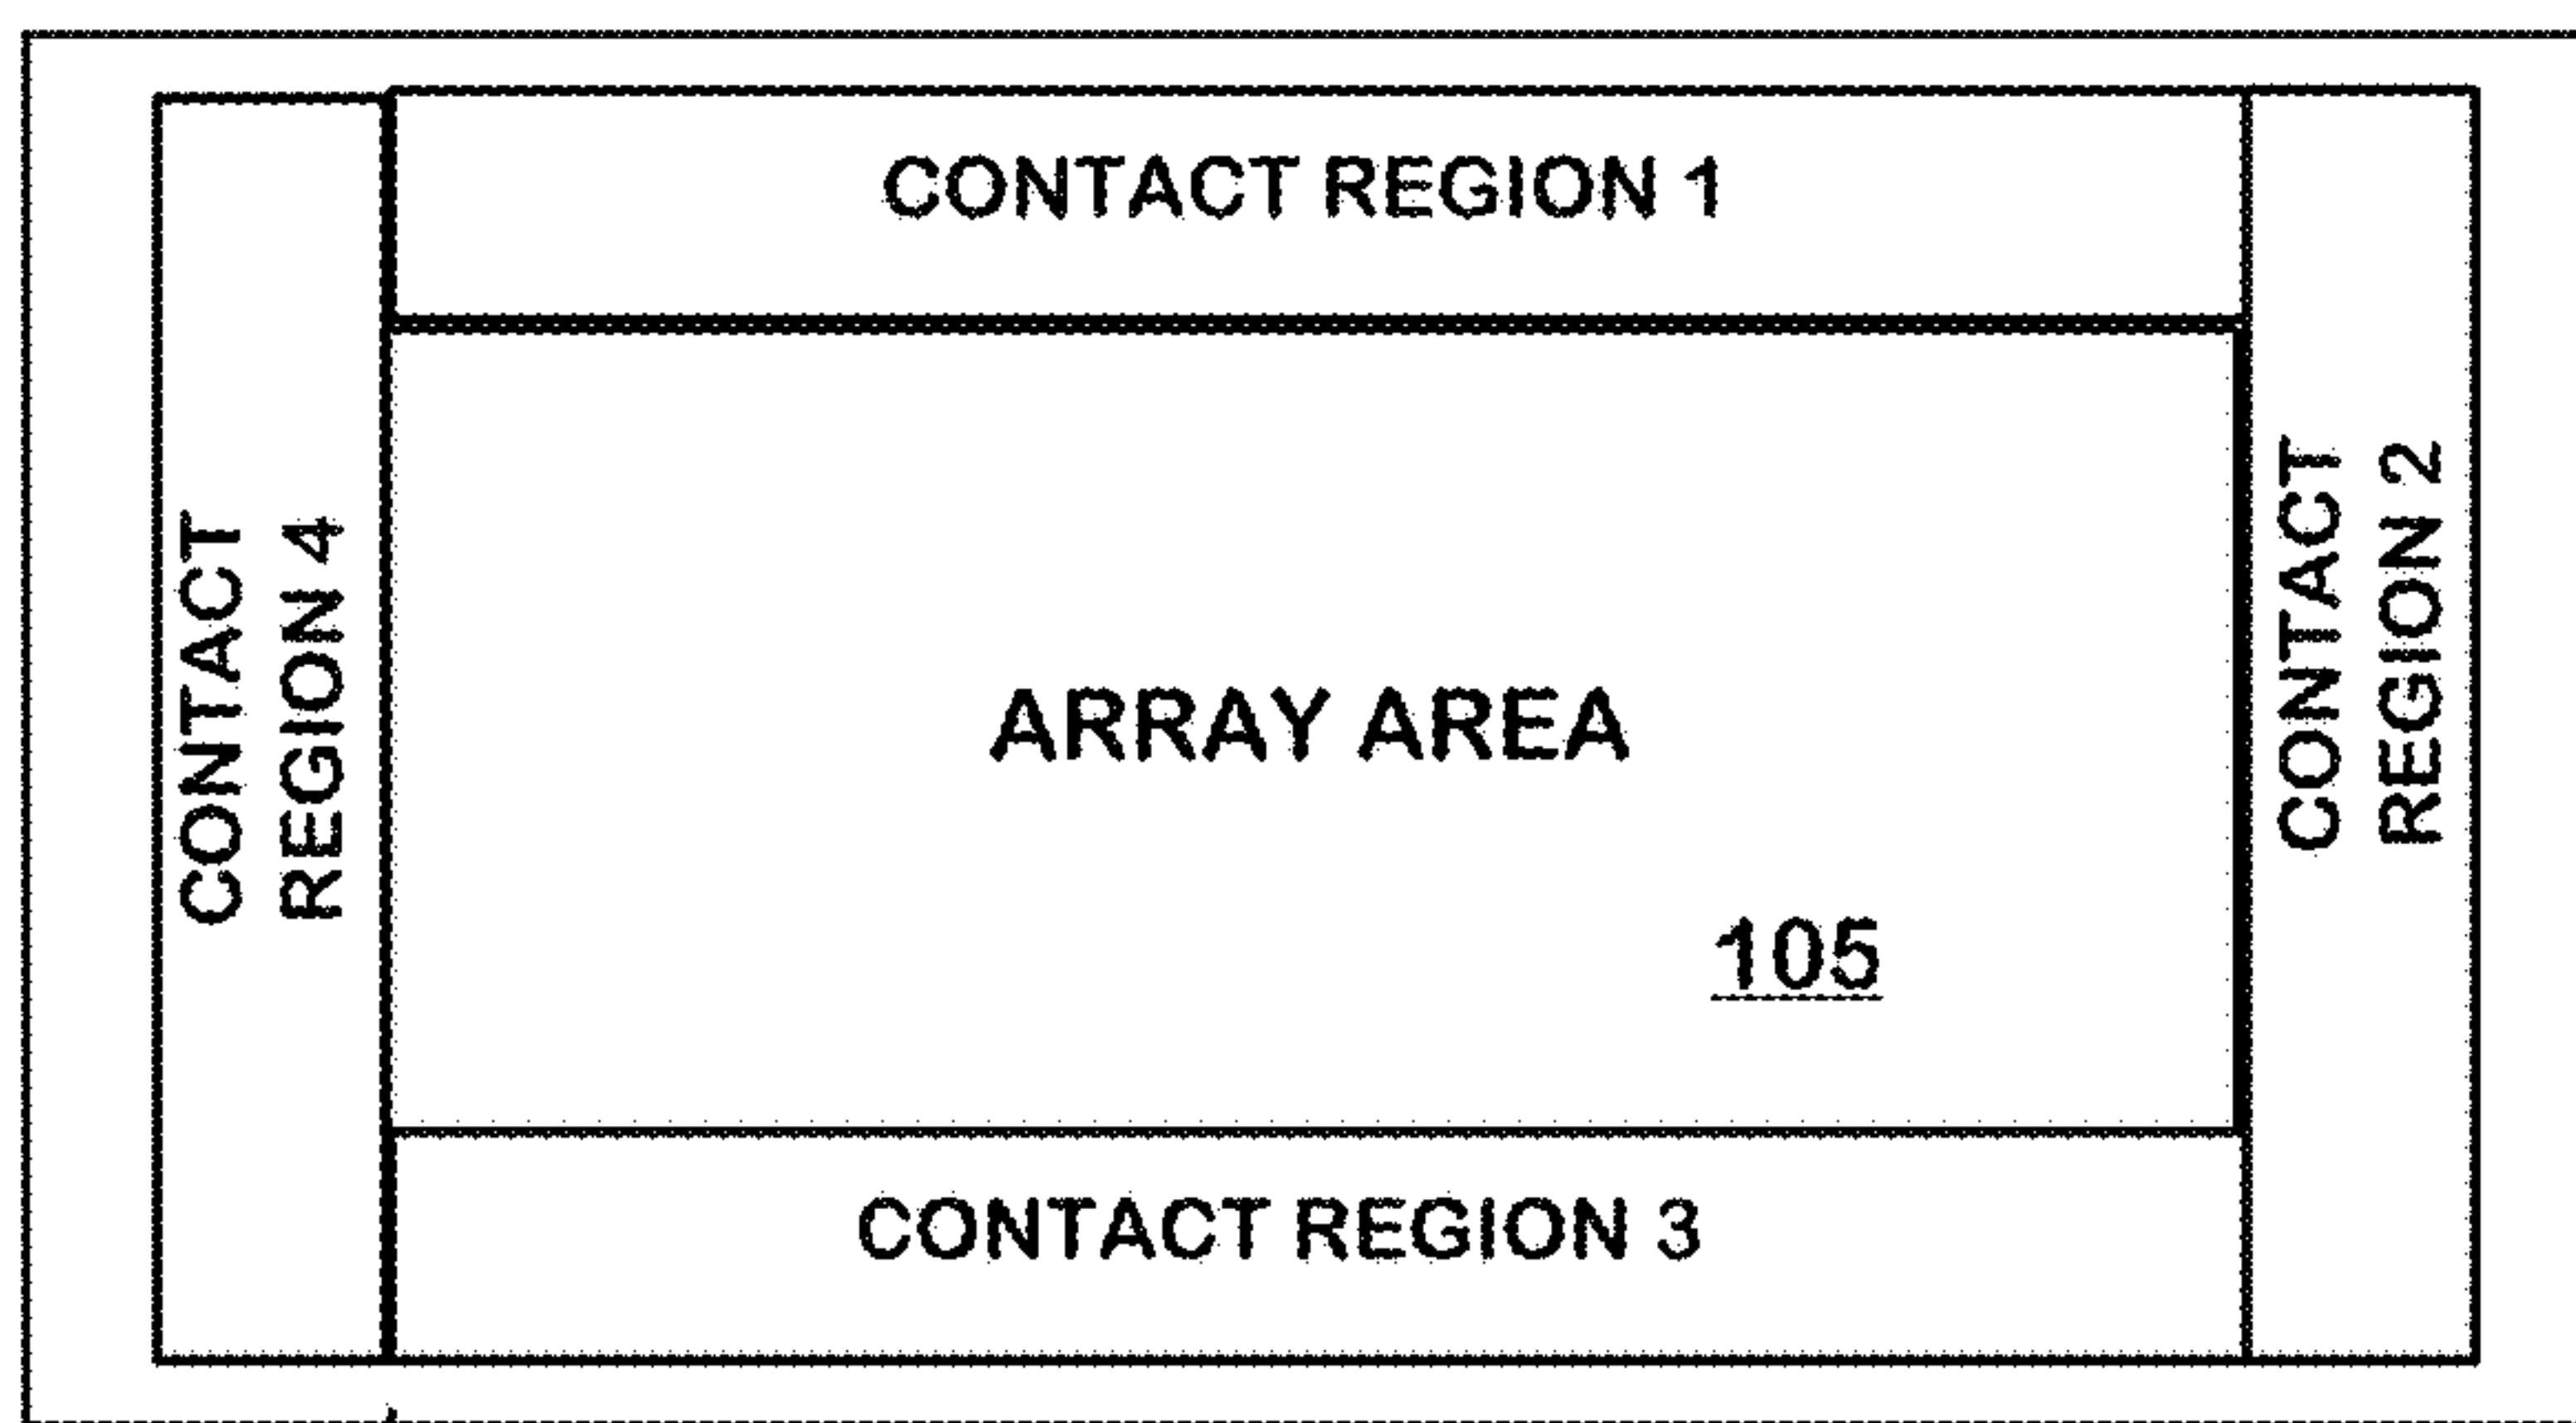 CONTACT REGION 1
CONTACT
REGION 4
ARRAY AREA
105
CONTACT
REGION 2
CONTACT REGION 3